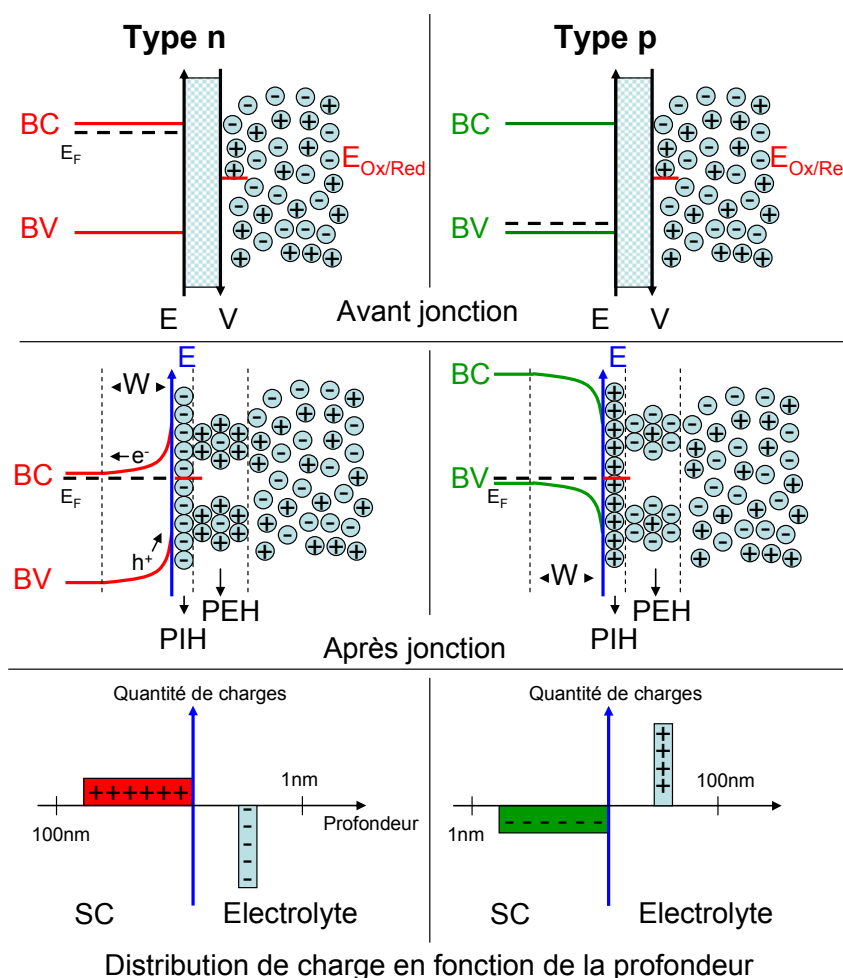 Type n
Type p
BC
E_F
BV
E_Ox/Red
BC
BV
E_Ox/Re
E V
Avant jonction
E V
E
W
e-
BC
E_F
h+
BV
PEH
PIH
BC
BV
E_F
W
PEH
PIH
Après jonction
Quantité de charges
++++++
1nm
100nm
Profondeur
-
-
-
-
SC
Electrolyte
Quantité de charges
+
+
+
+
100nm
1nm
- - - - - -
SC
Electrolyte
Distribution de charge en fonction de la profondeur